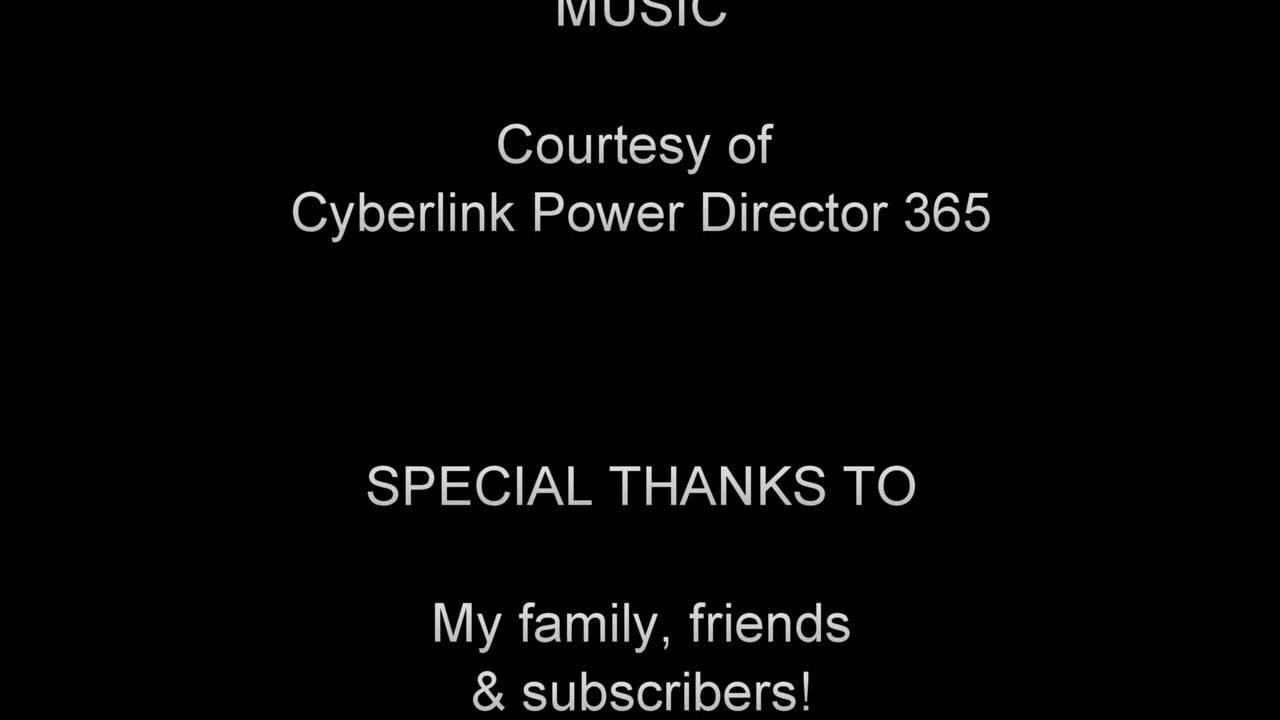 MUSIC
Courtesy of
Cyberlink Power Director 365
SPECIAL THANKS TO
My family, friends
& subscribers!